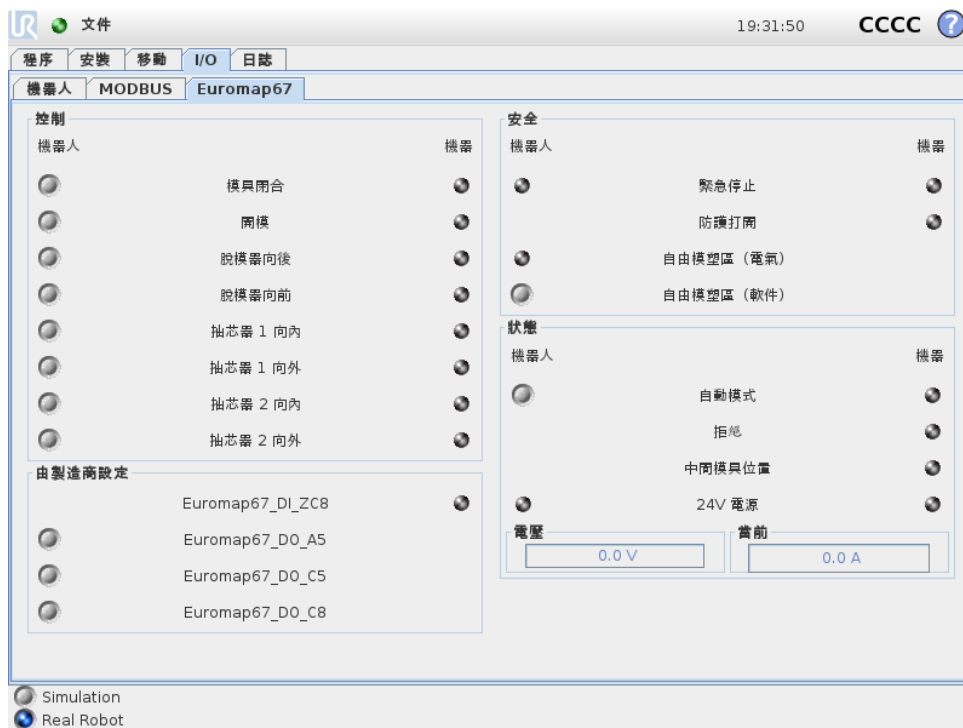 UR 文件 19:31:50 CCCC ?
程序 安裝 移動 I/O 日誌
機器人 MODBUS Euromap67
控制
機器人 機器
模具閉合
開模
脫模器向後
脫模器向前
抽芯器 1 向內
抽芯器 1 向外
抽芯器 2 向內
抽芯器 2 向外
由製造商設定
Euromap67_DI_ZC8
Euromap67_DO_A5
Euromap67_DO_C5
Euromap67_DO_C8
安全
機器人 機器
緊急停止
防護打開
自由模塑區（電氣）
自由模塑區（軟件）
狀態
機器人 機器
自動模式
拒絕
中間模具位置
24V 電源
電壓 當前
0.0 V 0.0 A
Simulation
Real Robot